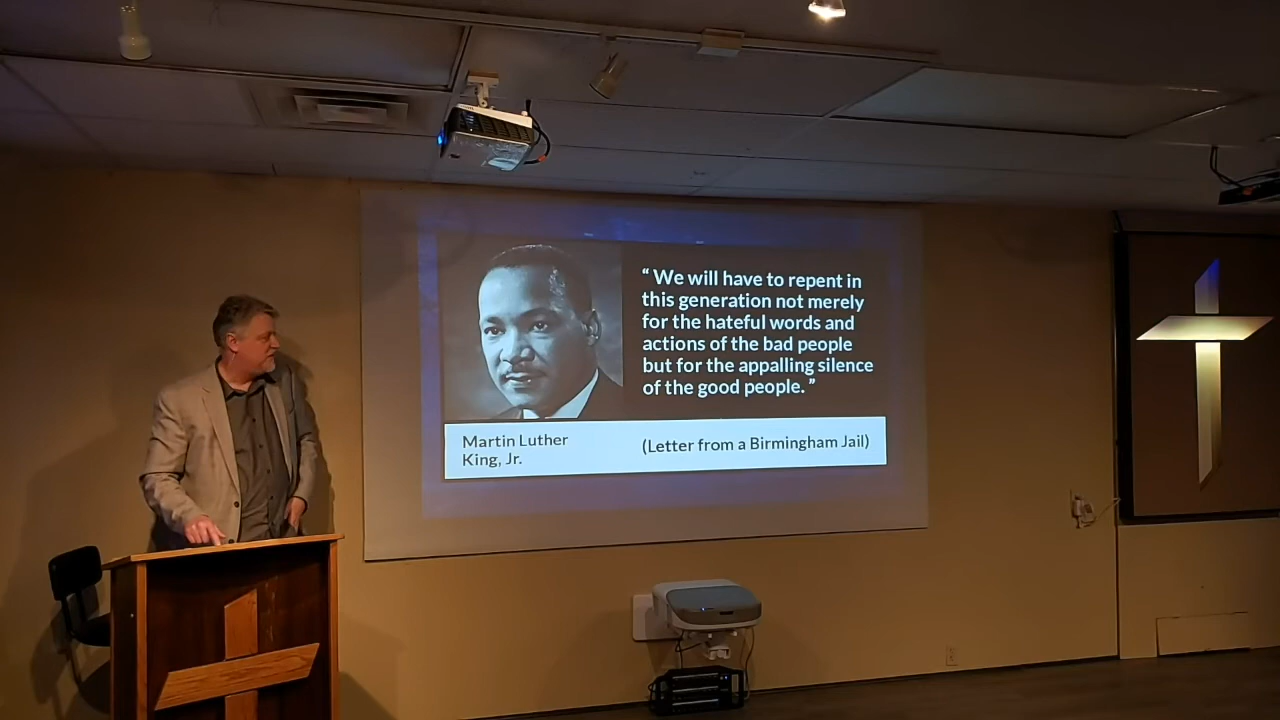 “ We will have to repent in
this generation not merely
for the hateful words and
actions of the bad people
but for the appalling silence
of the good people. ”
Martin Luther
King, Jr.
(Letter from a Birmingham Jail)